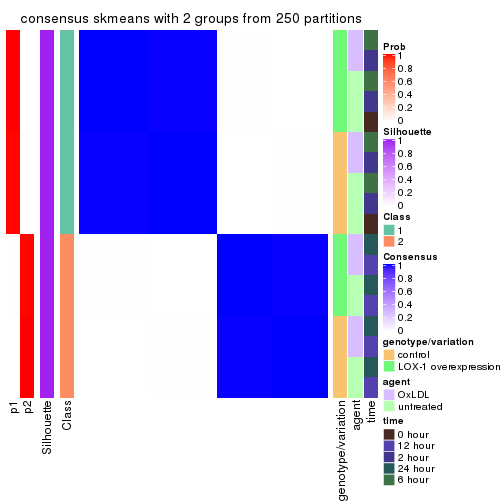 consensus skmeans with 2 groups from 250 partitions
Prob
1
0.8
0.6
0.4
0.2
0
Silhouette
1
0.8
0.6
0.4
0.2
0
Class
1
2
Consensus
1
0.8
0.6
0.4
0.2
0
genotype/variation
control
LOX-1 overexpression
agent
OxLDL
untreated
time
0 hour
12 hour
2 hour
24 hour
6 hour
p1
p2
Silhouette
Class
genotype/variation
agent
time